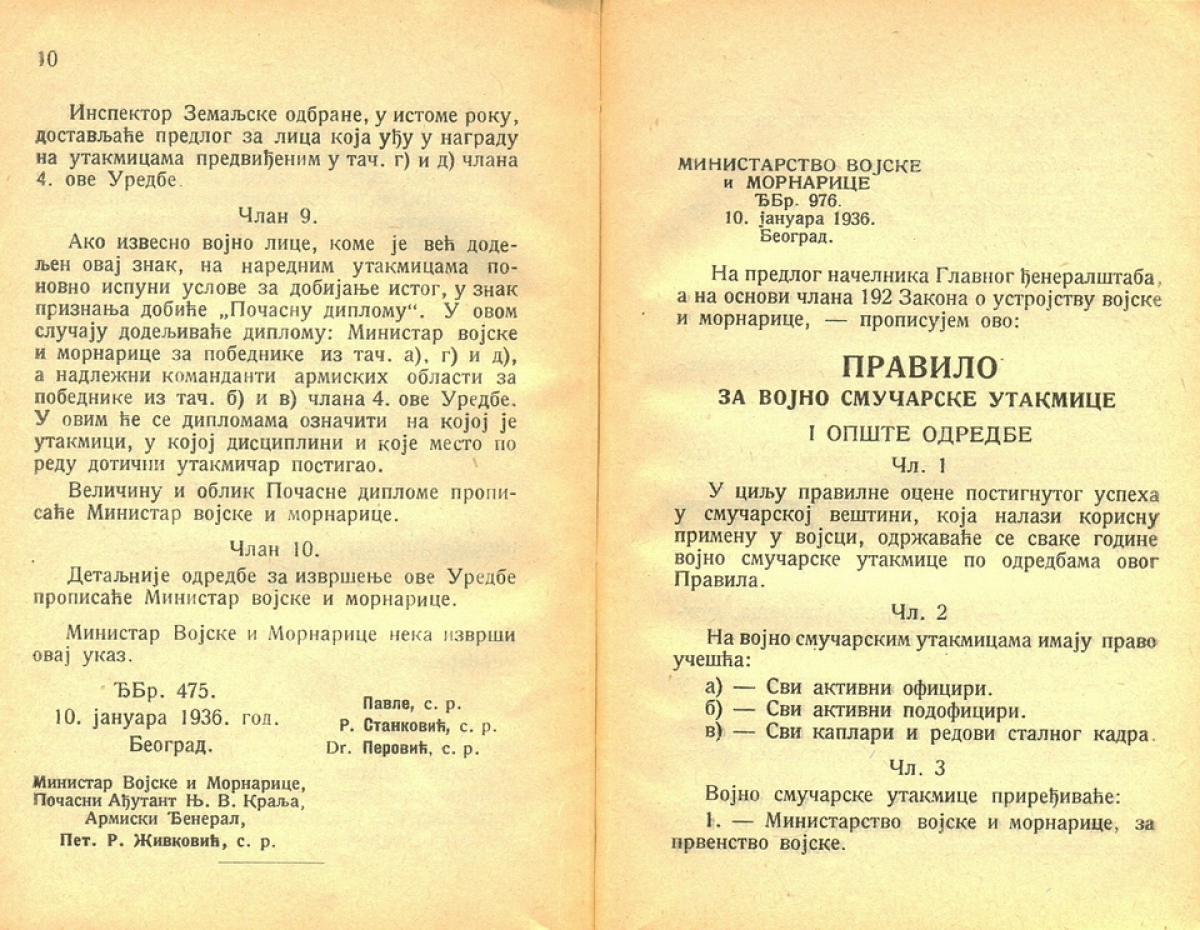 10
Инспектор Земаљске одбране, у истоме року,
достављаће предлог за лица која уђу у награду
на утакмицама предвиђеним у тач. г) и д) члана
4. ове Уредбе.
Члан 9.
Ако извесно војно лице, коме је већ доде-
љен овај знак, на наредним утакмицама по-
новно испуни услове за добијање истог, у знак
признања добиће „Почасну диплому“. У овом
случају додељиваће диплому: Министар војске
и морнарице за победнике из тач. а), г) и д),
а надлежни команданти армиских области за
победнике из тач. б) и в) члана 4. ове Уредбе.
У овим ће се дипломама означити на којој је
утакмици, у којој дисциплини и које место по
реду дотични утакмичар постигао.
Величину и облик Почасне дипломе пропи-
саће Министар војске и морнарице.
Члан 10.
Детаљније одредбе за извршење ове Уредбе
прописаће Министар војске и морнарице.
Министар Војске и Морнарице нека изврши
овај указ.
ЂБр. 475.
10. јануара 1936. год.
Београд.
Павле, с. р.
Р. Станковић, с. р.
Dr. Перовић, с. р.
Министар Војске и Морнарице,
Почасни Ађутант Њ. В. Краља,
Армиски Ђенерал,
Пет. Р. Живковић, с. р.
МИНИСТАРСТВО ВОЈСКЕ
и МОРНАРИЦЕ
ЂБр. 976.
10. јануара 1936.
Београд.
На предлог начелника Главног ђенералштаба,
а на основи члана 192 Закона о устројству војске
и морнарице, — прописујем ово:
ПРАВИЛО
ЗА ВОЈНО СМУЧАРСКЕ УТАКМИЦЕ
I ОПШТЕ ОДРЕДБЕ
Чл. 1
У циљу правилне оцене постигнутог успеха
у смучарској вештини, која налази корисну
примену у војсци, одржаваће се сваке године
војно смучарске утакмице по одредбама овог
Правила.
Чл. 2
На војно смучарским утакмицама имају право
учешћа:
а) — Сви активни официри.
б) — Сви активни подофицири.
в) — Сви каплари и редови сталног кадра.
Чл. 3
Војно смучарске утакмице приређиваће:
1. — Министарство војске и морнарице, за
првенство војске.